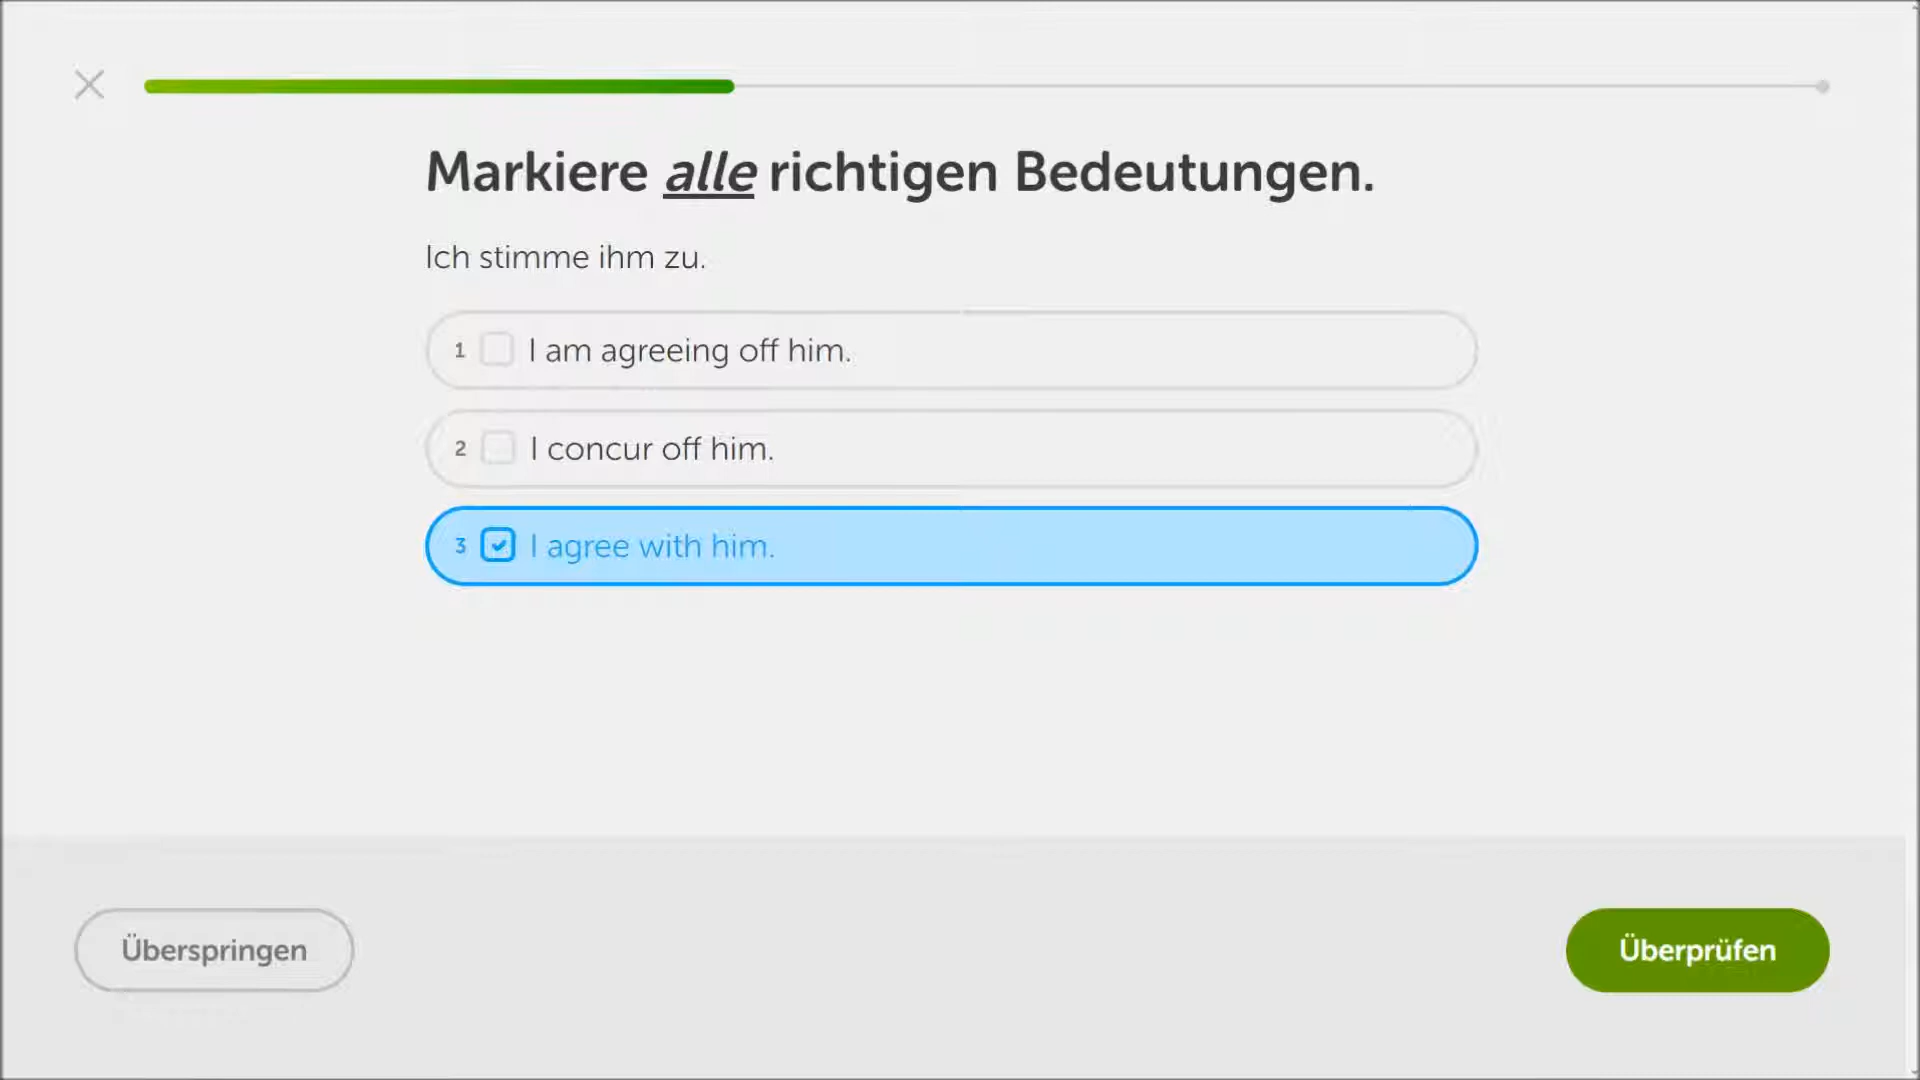 Markiere alle richtigen Bedeutungen.
Ich stimme ihm zu.
1 I am agreeing off him.
2 I concur off him.
3 I agree with him.
Überspringen
Überprüfen